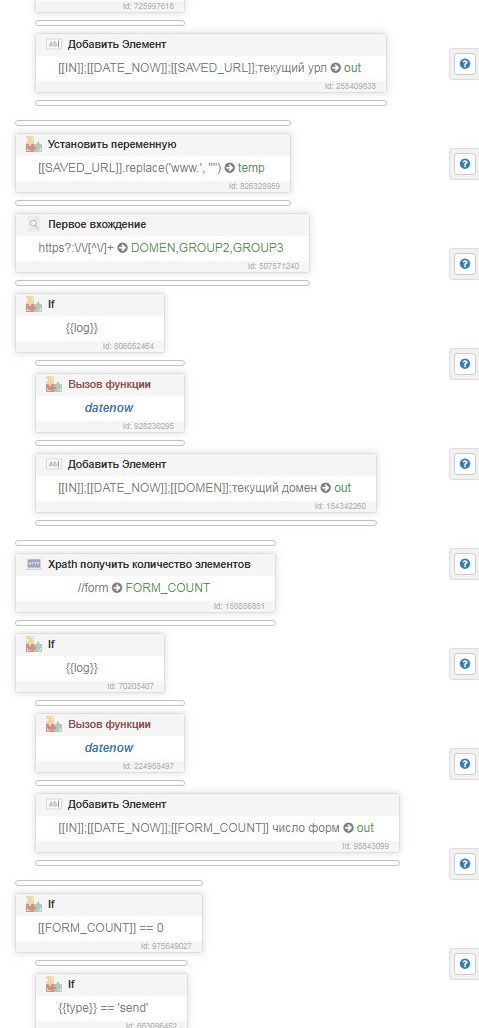 Id: 725997618
Добавить Элемент
[[IN]];[[DATE_NOW]];[[SAVED_URL]];текущий урл out
Id: 255409838
Установить переменную
[[SAVED_URL]].replace('www.', "") temp
Id: 826328959
Первое вхождение
https?:\/\/[^\/]+ DOMEN,GROUP2,GROUP3
Id: 507571240
If
{{log}}
Id: 806052464
Вызов функции
datenow
Id: 928230295
Добавить Элемент
[[IN]];[[DATE_NOW]];[[DOMEN]];текущий домен out
Id: 154342260
Xpath получить количество элементов
//form FORM_COUNT
Id: 158856851
If
{{log}}
Id: 70205407
Вызов функции
datenow
Id: 224958497
Добавить Элемент
[[IN]];[[DATE_NOW]];[[FORM_COUNT]] число форм out
Id: 95843099
If
[[FORM_COUNT]] == 0
Id: 975649027
If
{{type}} == 'send'
Id: 663096452